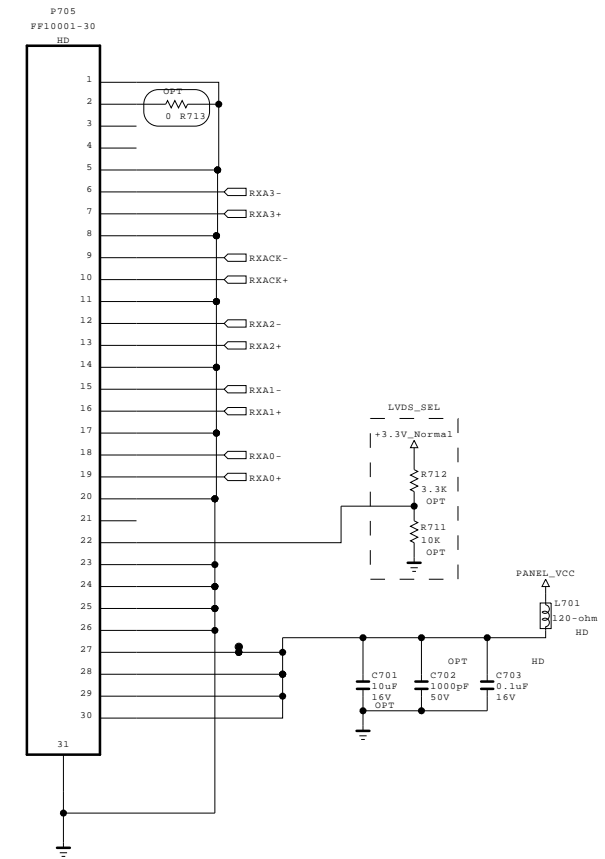 P705
FF10001-30
HD
1
OPT
2
0 R713
3
4
5
6 RXA3-
7 RXA3+
8
9 RXACK-
10 RXACK+
11
12 RXA2-
13 RXA2+
14
15 RXA1-
16 RXA1+
17
18 RXA0-
19 RXA0+
20
21
22
23
24
25
26
27
28
29
30
31
LVDS_SEL
+3.3V_Normal
R712
3.3K
OPT
R711
10K
OPT
PANEL_VCC
L701
120-ohm
HD
OPT
HD
C701
10uF
16V
OPT
C702
1000pF
50V
C703
0.1uF
16V